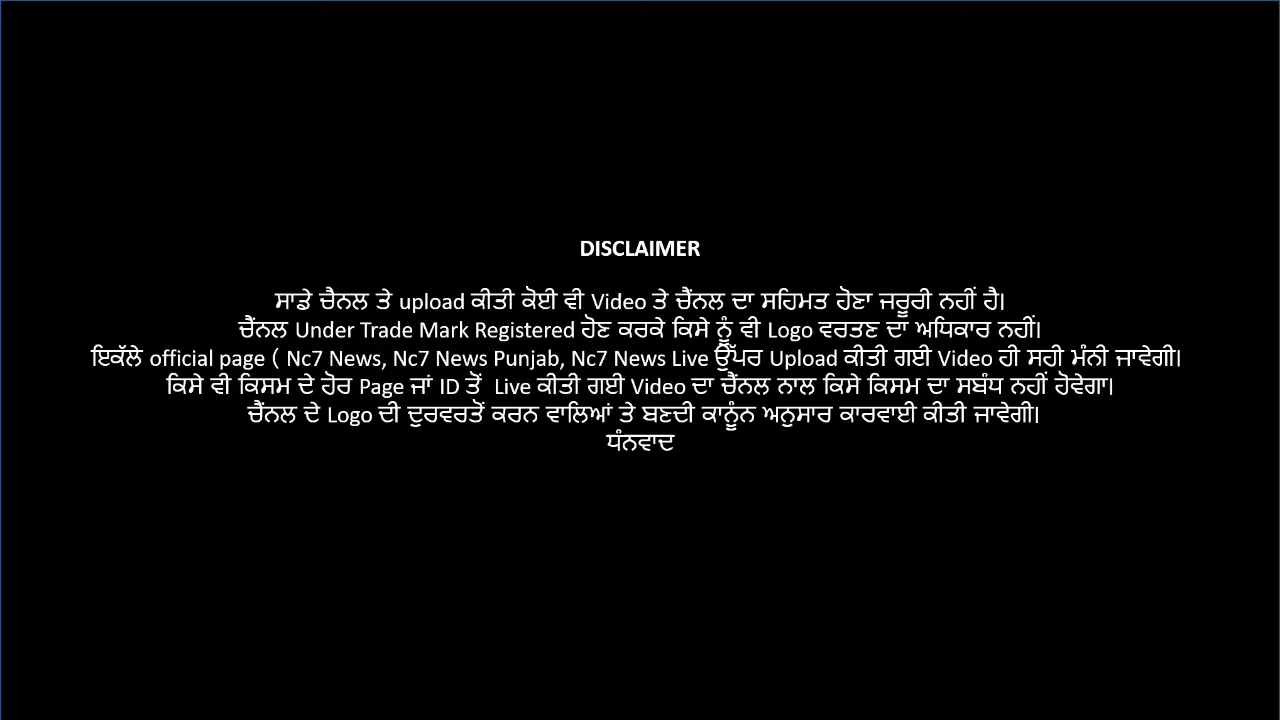 DISCLAIMER
ਸਾਡੇ ਚੈਨਲ ਤੇ upload ਕੀਤੀ ਕੋਈ ਵੀ Video ਤੇ ਚੈਂਨਲ ਦਾ ਸਹਿਮਤ ਹੋਣਾ ਜਰੂਰੀ ਨਹੀਂ ਹੈ।
ਚੈਂਨਲ Under Trade Mark Registered ਹੋਣ ਕਰਕੇ ਕਿਸੇ ਨੂੰ ਵੀ Logo ਵਰਤਣ ਦਾ ਅਧਿਕਾਰ ਨਹੀਂ।
ਇਕੱਲੇ official page ( Nc7 News, Nc7 News Punjab, Nc7 News Live ਉੱਪਰ Upload ਕੀਤੀ ਗਈ Video ਹੀ ਸਹੀ ਮੰਨੀ ਜਾਵੇਗੀ।
ਕਿਸੇ ਵੀ ਕਿਸਮ ਦੇ ਹੋਰ Page ਜਾਂ ID ਤੋਂ Live ਕੀਤੀ ਗਈ Video ਦਾ ਚੈਂਨਲ ਨਾਲ ਕਿਸੇ ਕਿਸਮ ਦਾ ਸਬੰਧ ਨਹੀਂ ਹੋਵੇਗਾ।
ਚੈਂਨਲ ਦੇ Logo ਦੀ ਦੁਰਵਰਤੋਂ ਕਰਨ ਵਾਲਿਆਂ ਤੇ ਬਣਦੀ ਕਾਨੂੰਨ ਅਨੁਸਾਰ ਕਾਰਵਾਈ ਕੀਤੀ ਜਾਵੇਗੀ।
ਧੰਨਵਾਦ